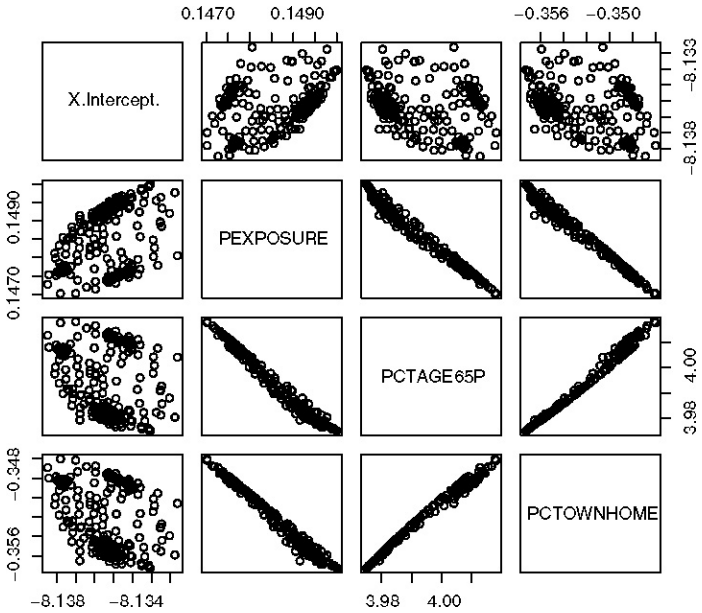 0.1470 0.1490 -0.356 -0.350
X.Intercept.
-8.133
-8.138
0.1490
0.1470
PEXPOSURE
PCTAGE65P
4.00
3.98
-0.348
-0.356
PCTOWNHOME
-8.138 -8.134 3.98 4.00